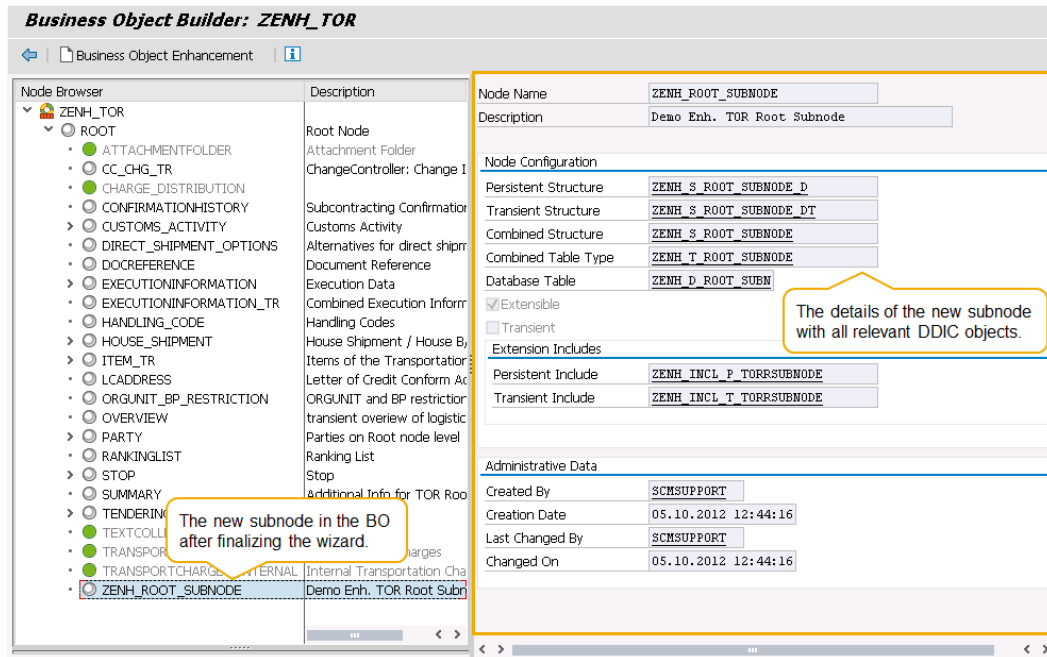 Business Object Builder: ZENH_TOR
Business Object Enhancement
Node Browser Description
ZENH_TOR
ROOT Root Node
ATTACHMENTFOLDER Attachment Folder
CC_CHG_TR ChangeController: Change I
CHARGE_DISTRIBUTION
CONFIRMATIONHISTORY Subcontracting Confirmation
CUSTOMS_ACTIVITY Customs Activity
DIRECT_SHIPMENT_OPTIONS Alternatives for direct shipm
DOCREFERENCE Document Reference
EXECUTIONINFORMATION Execution Data
EXECUTIONINFORMATION_TR Combined Execution Inform
HANDLING_CODE Handling Codes
HOUSE_SHIPMENT House Shipment / House B/
ITEM_TR Items of the Transportation
LCADDRESS Letter of Credit Conform Ad
ORGUNIT_BP_RESTRICTION ORGUNIT and BP restriction
OVERVIEW transient overiew of logistic
PARTY Parties on Root node level
RANKINGLIST Ranking List
STOP Stop
SUMMARY Additional Info for TOR Roo
TENDERING
TEXTCOLL
TRANSPOR harges
TRANSPORTCHARGE INTERNAL Internal Transportation Cha
ZENH_ROOT_SUBNODE Demo Enh. TOR Root Subn
The new subnode in the BO
after finalizing the wizard.
Node Name ZENH_ROOT_SUBNODE
Description Demo Enh. TOR Root Subnode
Node Configuration
Persistent Structure ZENH_S_ROOT_SUBNODE_D
Transient Structure ZENH_S_ROOT_SUBNODE_DT
Combined Structure ZENH_S_ROOT_SUBNODE
Combined Table Type ZENH_T_ROOT_SUBNODE
Database Table ZENH_D_ROOT_SUBN
Extensible
Transient
The details of the new subnode
with all relevant DDIC objects.
Extension Includes
Persistent Include ZENH_INCL_P_TORRSUBNODE
Transient Include ZENH_INCL_T_TORRSUBNODE
Administrative Data
Created By SCMSUPPORT
Creation Date 05.10.2012 12:44:16
Last Changed By SCMSUPPORT
Changed On 05.10.2012 12:44:16